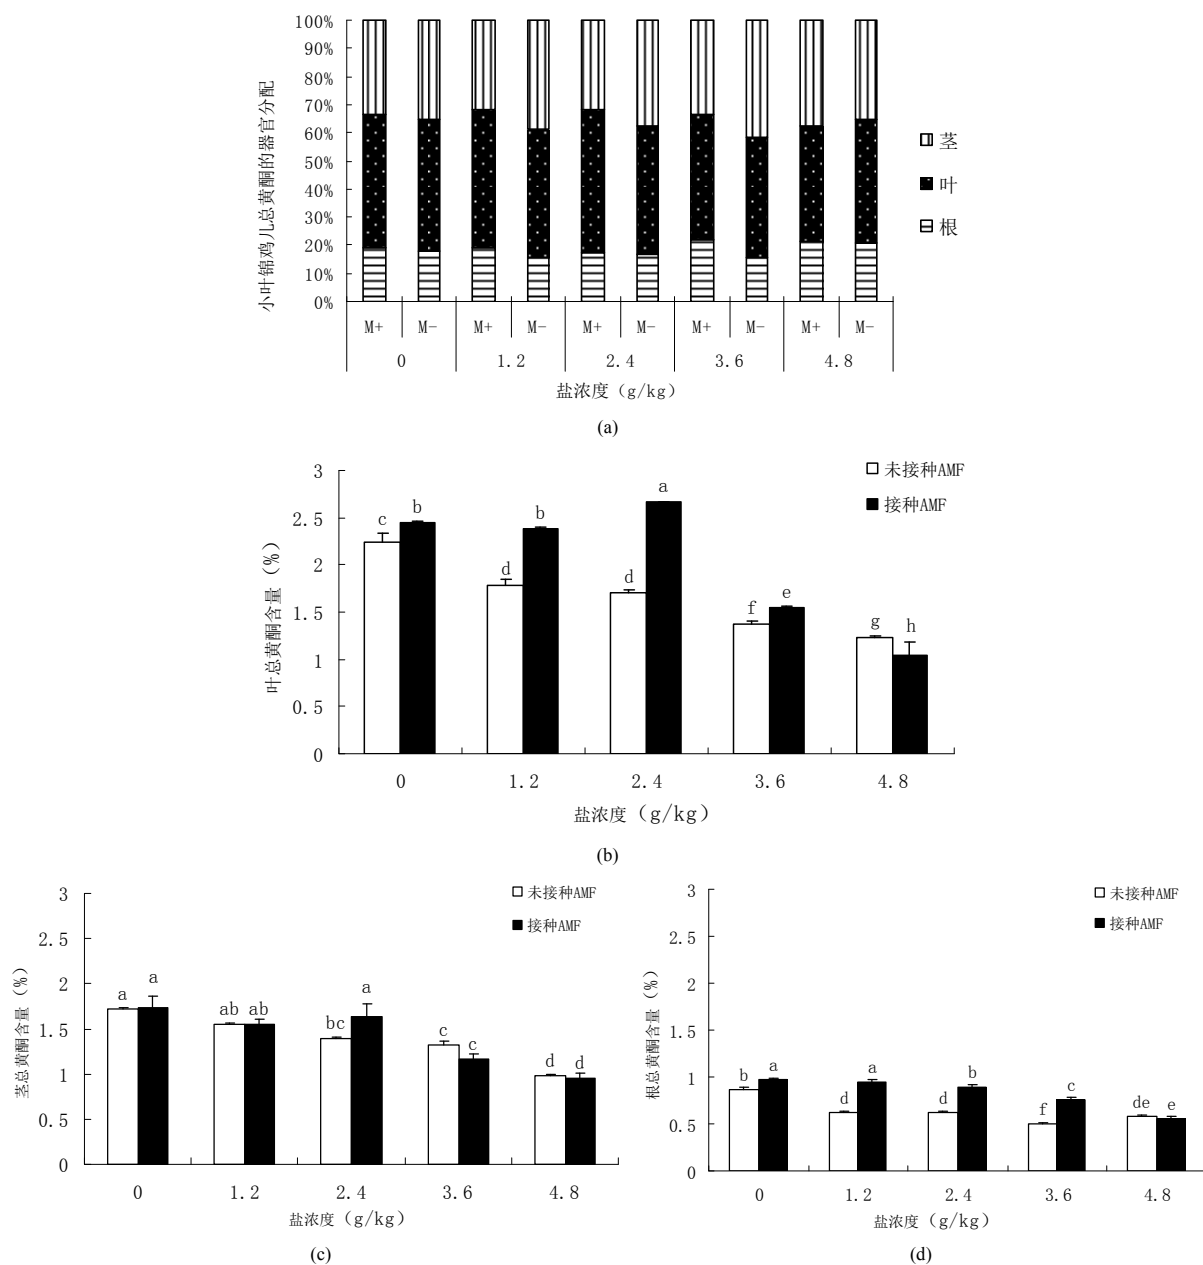 小叶锦鸡儿总黄酮的器官分配
100%
90%
80%
70%
60%
50%
40%
30%
20%
10%
0%
茎
叶
根
M+ M- M+ M- M+ M- M+ M- M+ M-
0 1.2 2.4 3.6 4.8
盐浓度（g/kg）
(a)
叶总黄酮含量（%）
未接种AMF
接种AMF
3
2.5
2
1.5
1
0.5
0
c b d b d a f e g h
0 1.2 2.4 3.6 4.8
盐浓度（g/kg）
(b)
茎总黄酮含量（%）
未接种AMF
接种AMF
3
2.5
2
1.5
1
0.5
0
a a ab ab bc a c c d d
0 1.2 2.4 3.6 4.8
盐浓度（g/kg）
(c)
根总黄酮含量（%）
未接种AMF
接种AMF
3
2.5
2
1.5
1
0.5
0
b a d a d b f c de e
0 1.2 2.4 3.6 4.8
盐浓度（g/kg）
(d)